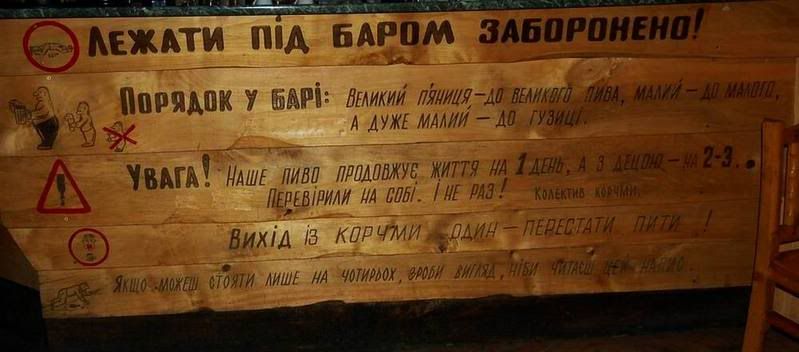 Лежати під баром заборонено!
Порядок у барі: Великий п'яниця – до великого пива, малий – до малого,
а дуже малий – до гузиці.
Увага! Наше пиво продовжує життя на 1 день, а з децою – на 2-3.
Перевірили на собі. І не раз! Колектив корчми.
Вихід із корчми один – перестати пити !
Якщо можеш стояти лише на чотирьох, зроби вигляд, ніби читаєш цей напис.